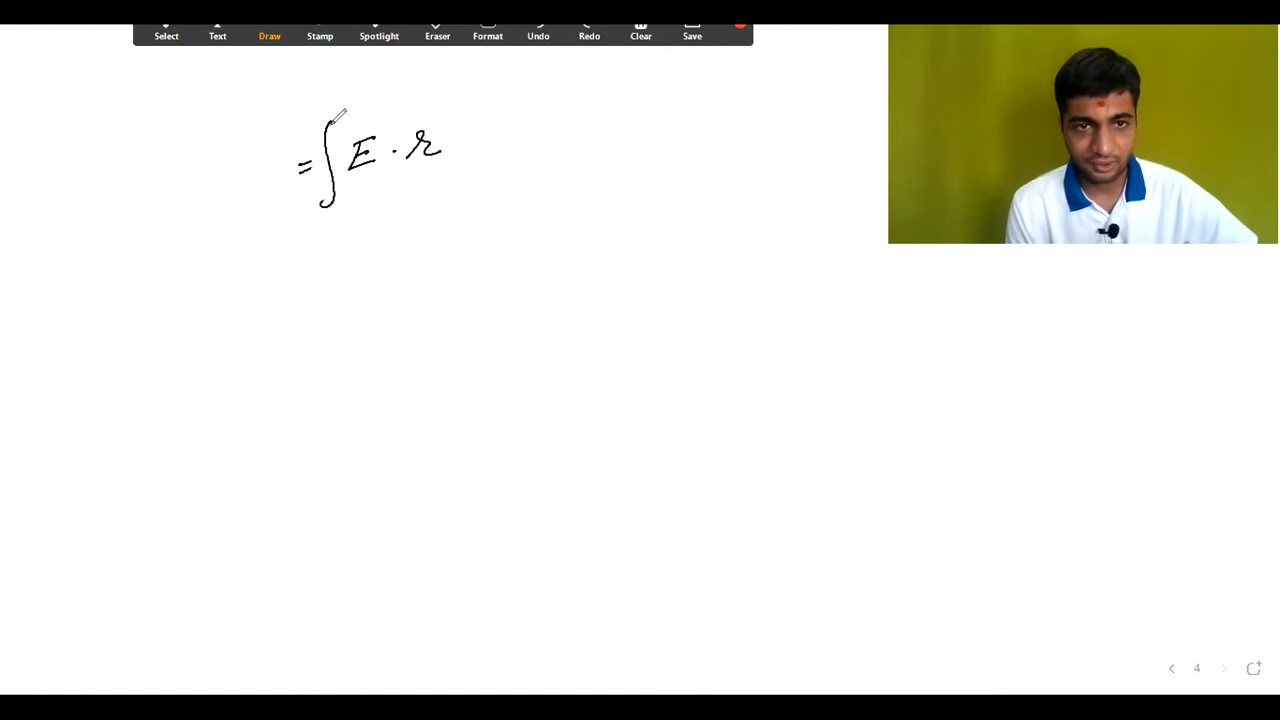 Select Text Draw Stamp Spotlight Eraser Format Undo Redo Clear Save
= ∫ E · r
4